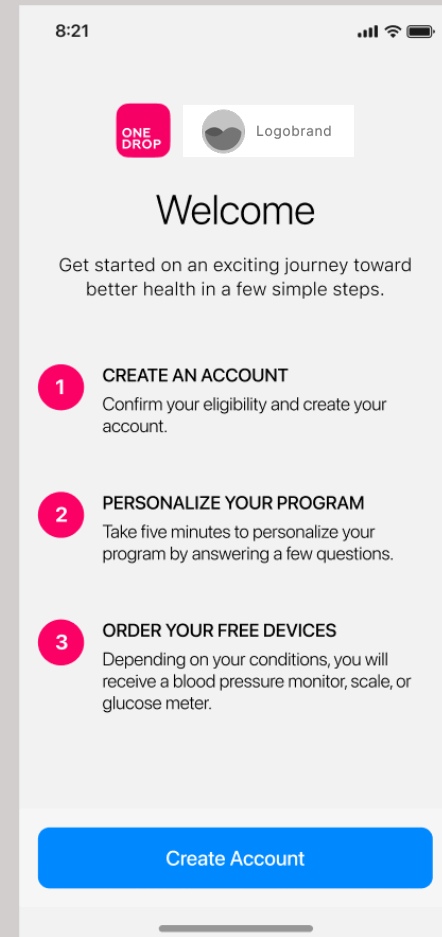 8:21
ONE
DROP
Logobrand
Welcome
Get started on an exciting journey toward
better health in a few simple steps.
1
CREATE AN ACCOUNT
Confirm your eligibility and create your
account.
2
PERSONALIZE YOUR PROGRAM
Take five minutes to personalize your
program by answering a few questions.
3
ORDER YOUR FREE DEVICES
Depending on your conditions, you will
receive a blood pressure monitor, scale, or
glucose meter.
Create Account